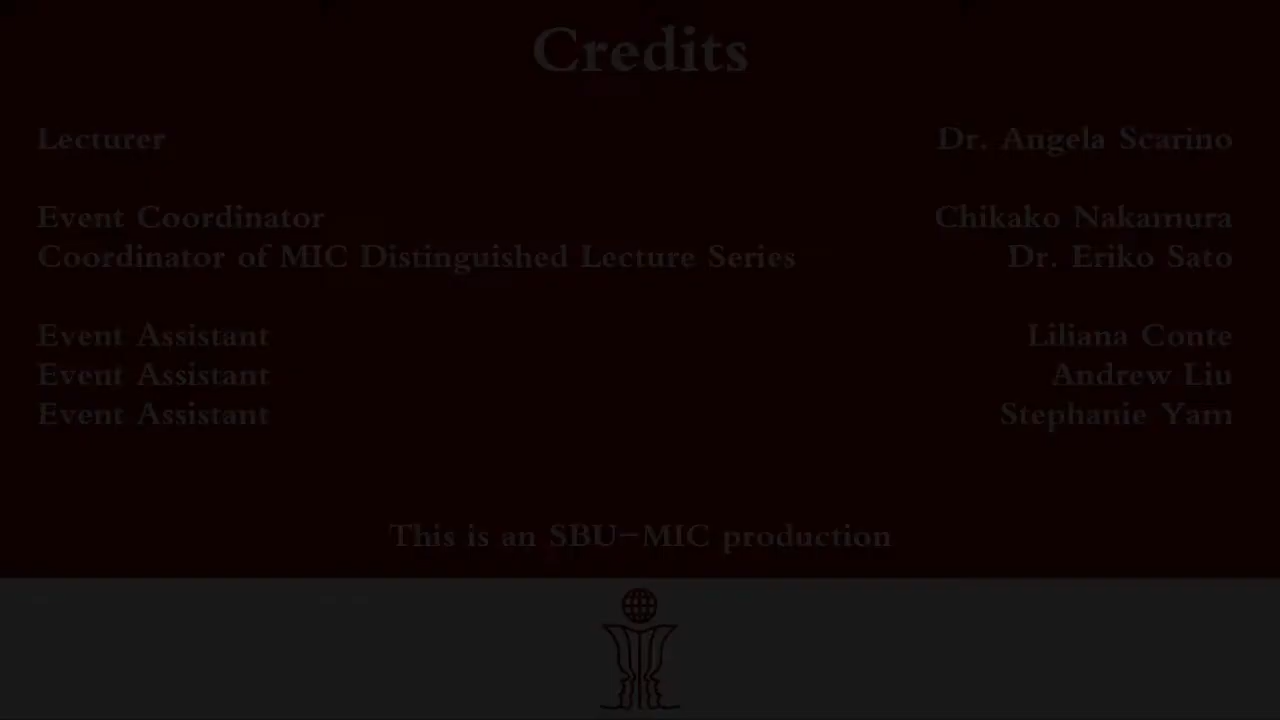 Credits
Lecturer Dr. Angela Scarino
Event Coordinator Chikako Nakamura
Coordinator of MIC Distinguished Lecture Series Dr. Eriko Sato
Event Assistant Liliana Conte
Event Assistant Andrew Liu
Event Assistant Stephanie Yam
This is an SBU-MIC production